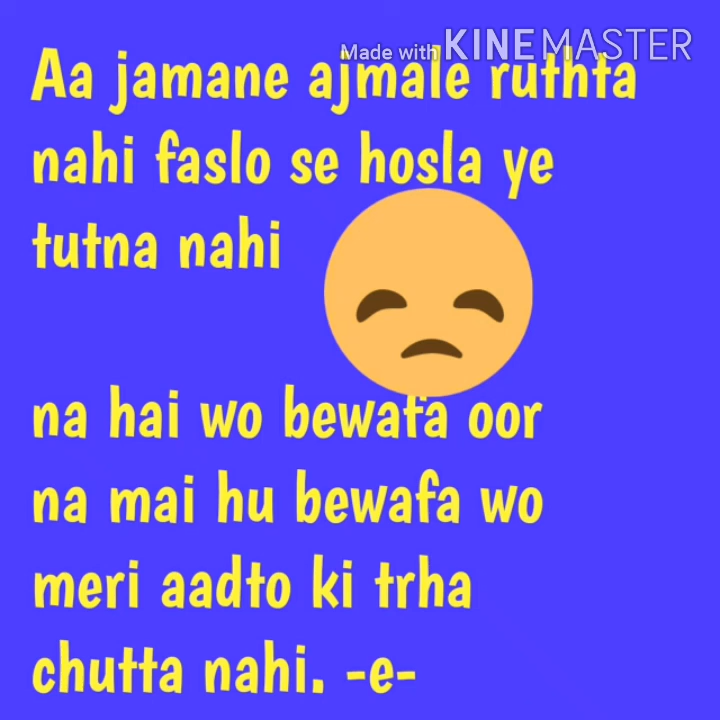 Made with KINEMASTER
Aa jamane ajmale ruthta
nahi faslo se hosla ye
tutna nahi
na hai wo bewafa oor
na mai hu bewafa wo
meri aadto ki trha
chutta nahi. -e-